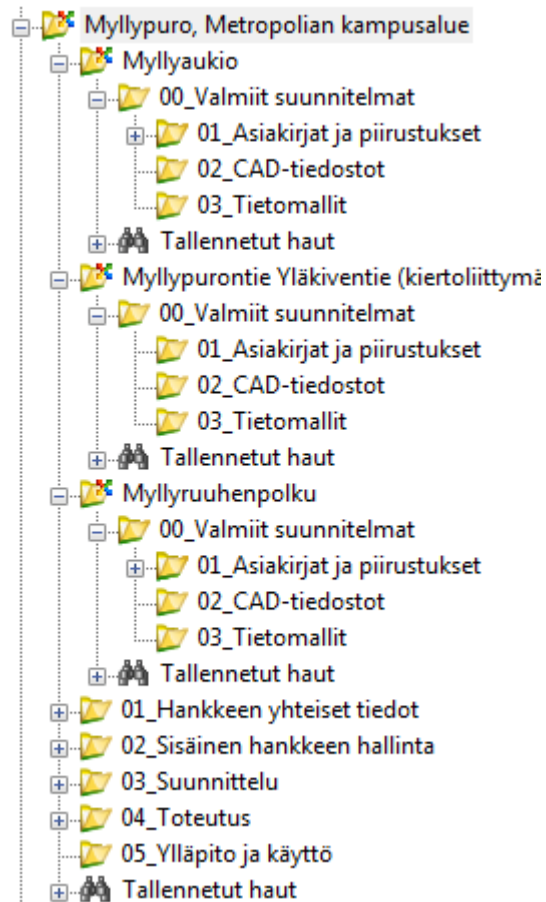 Myllypuro, Metropolian kampusalue
Myllyaukio
00_Valmiit suunnitelmat
01_Asiakirjat ja piirustukset
02_CAD-tiedostot
03_Tietomallit
Tallennetut haut
Myllypurontie Yläkiventie (kiertoliittymä
00_Valmiit suunnitelmat
01_Asiakirjat ja piirustukset
02_CAD-tiedostot
03_Tietomallit
Tallennetut haut
Myllyruuhenpolku
00_Valmiit suunnitelmat
01_Asiakirjat ja piirustukset
02_CAD-tiedostot
03_Tietomallit
Tallennetut haut
01_Hankkeen yhteiset tiedot
02_Sisäinen hankkeen hallinta
03_Suunnittelu
04_Toteutus
05_Ylläpito ja käyttö
Tallennetut haut